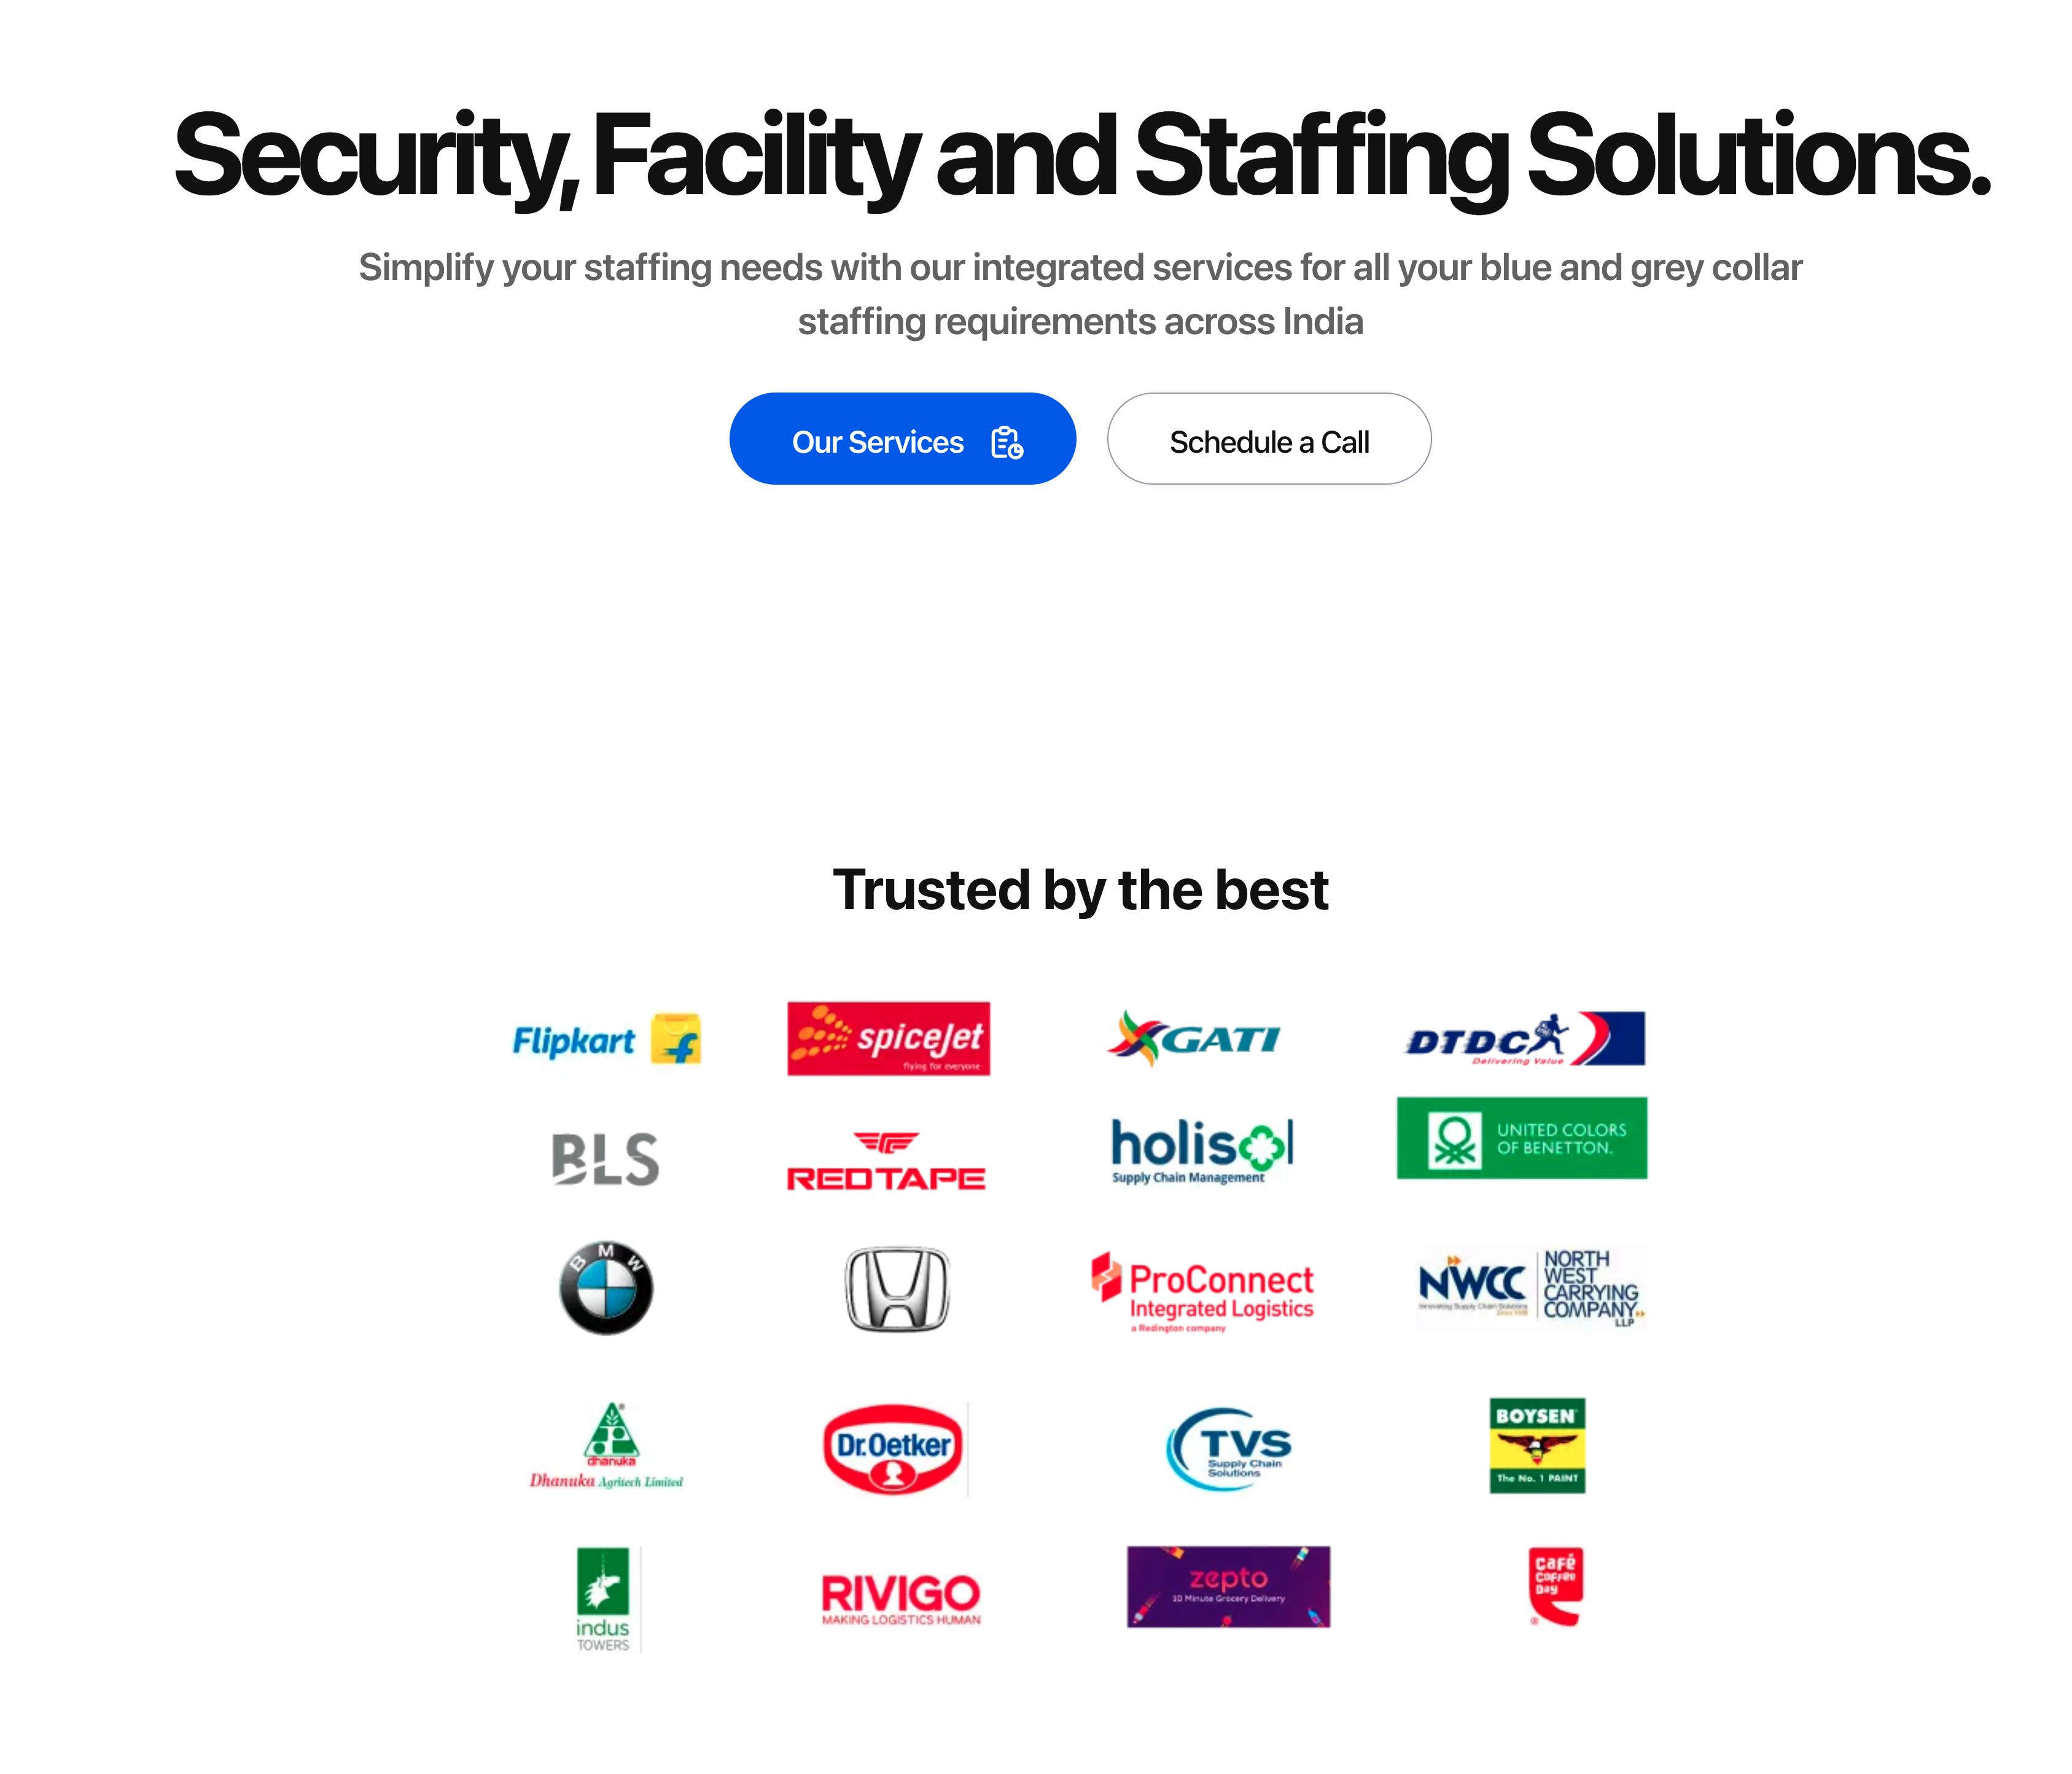 Security, Facility and Staffing Solutions.
Simplify your staffing needs with our integrated services for all your blue and grey collar
staffing requirements across India
Our Services
Schedule a Call
Trusted by the best
Flipkart
f
spiceJet
flying for everyone
GATI
DTDC
Delivering Value
BLS
REDTAPE
holisol
Supply Chain Management
UNITED COLORS
OF BENETTON.
BMW
ProConnect
Integrated Logistics
a Redington company
NWCC
Innovating Supply Chain Solutions
NORTH
WEST
CARRYING
COMPANY
LLP
dhanuka
Dhanuka Agritech Limited
Dr. Oetker
TVS
Supply Chain
Solutions
BOYSEN
The No. 1 PAINT
indus
TOWERS
RIVIGO
MAKING LOGISTICS HUMAN
zepto
10 Minute Grocery Delivery
Café
Coffee
Day